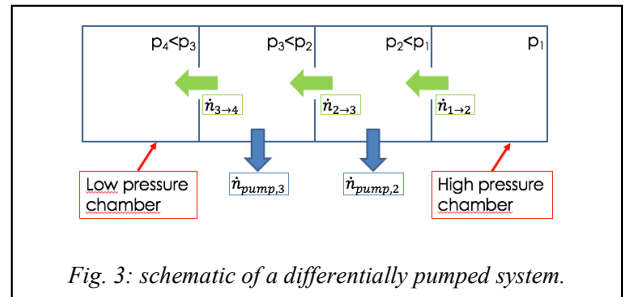 p₄<p₃
p₃<p₂
p₂<p₁
p₁
ṅ₃→₄
ṅ₂→₃
ṅ₁→₂
Low pressure
chamber
ṅpump,3
ṅpump,2
High pressure
chamber
Fig. 3: schematic of a differentially pumped system.